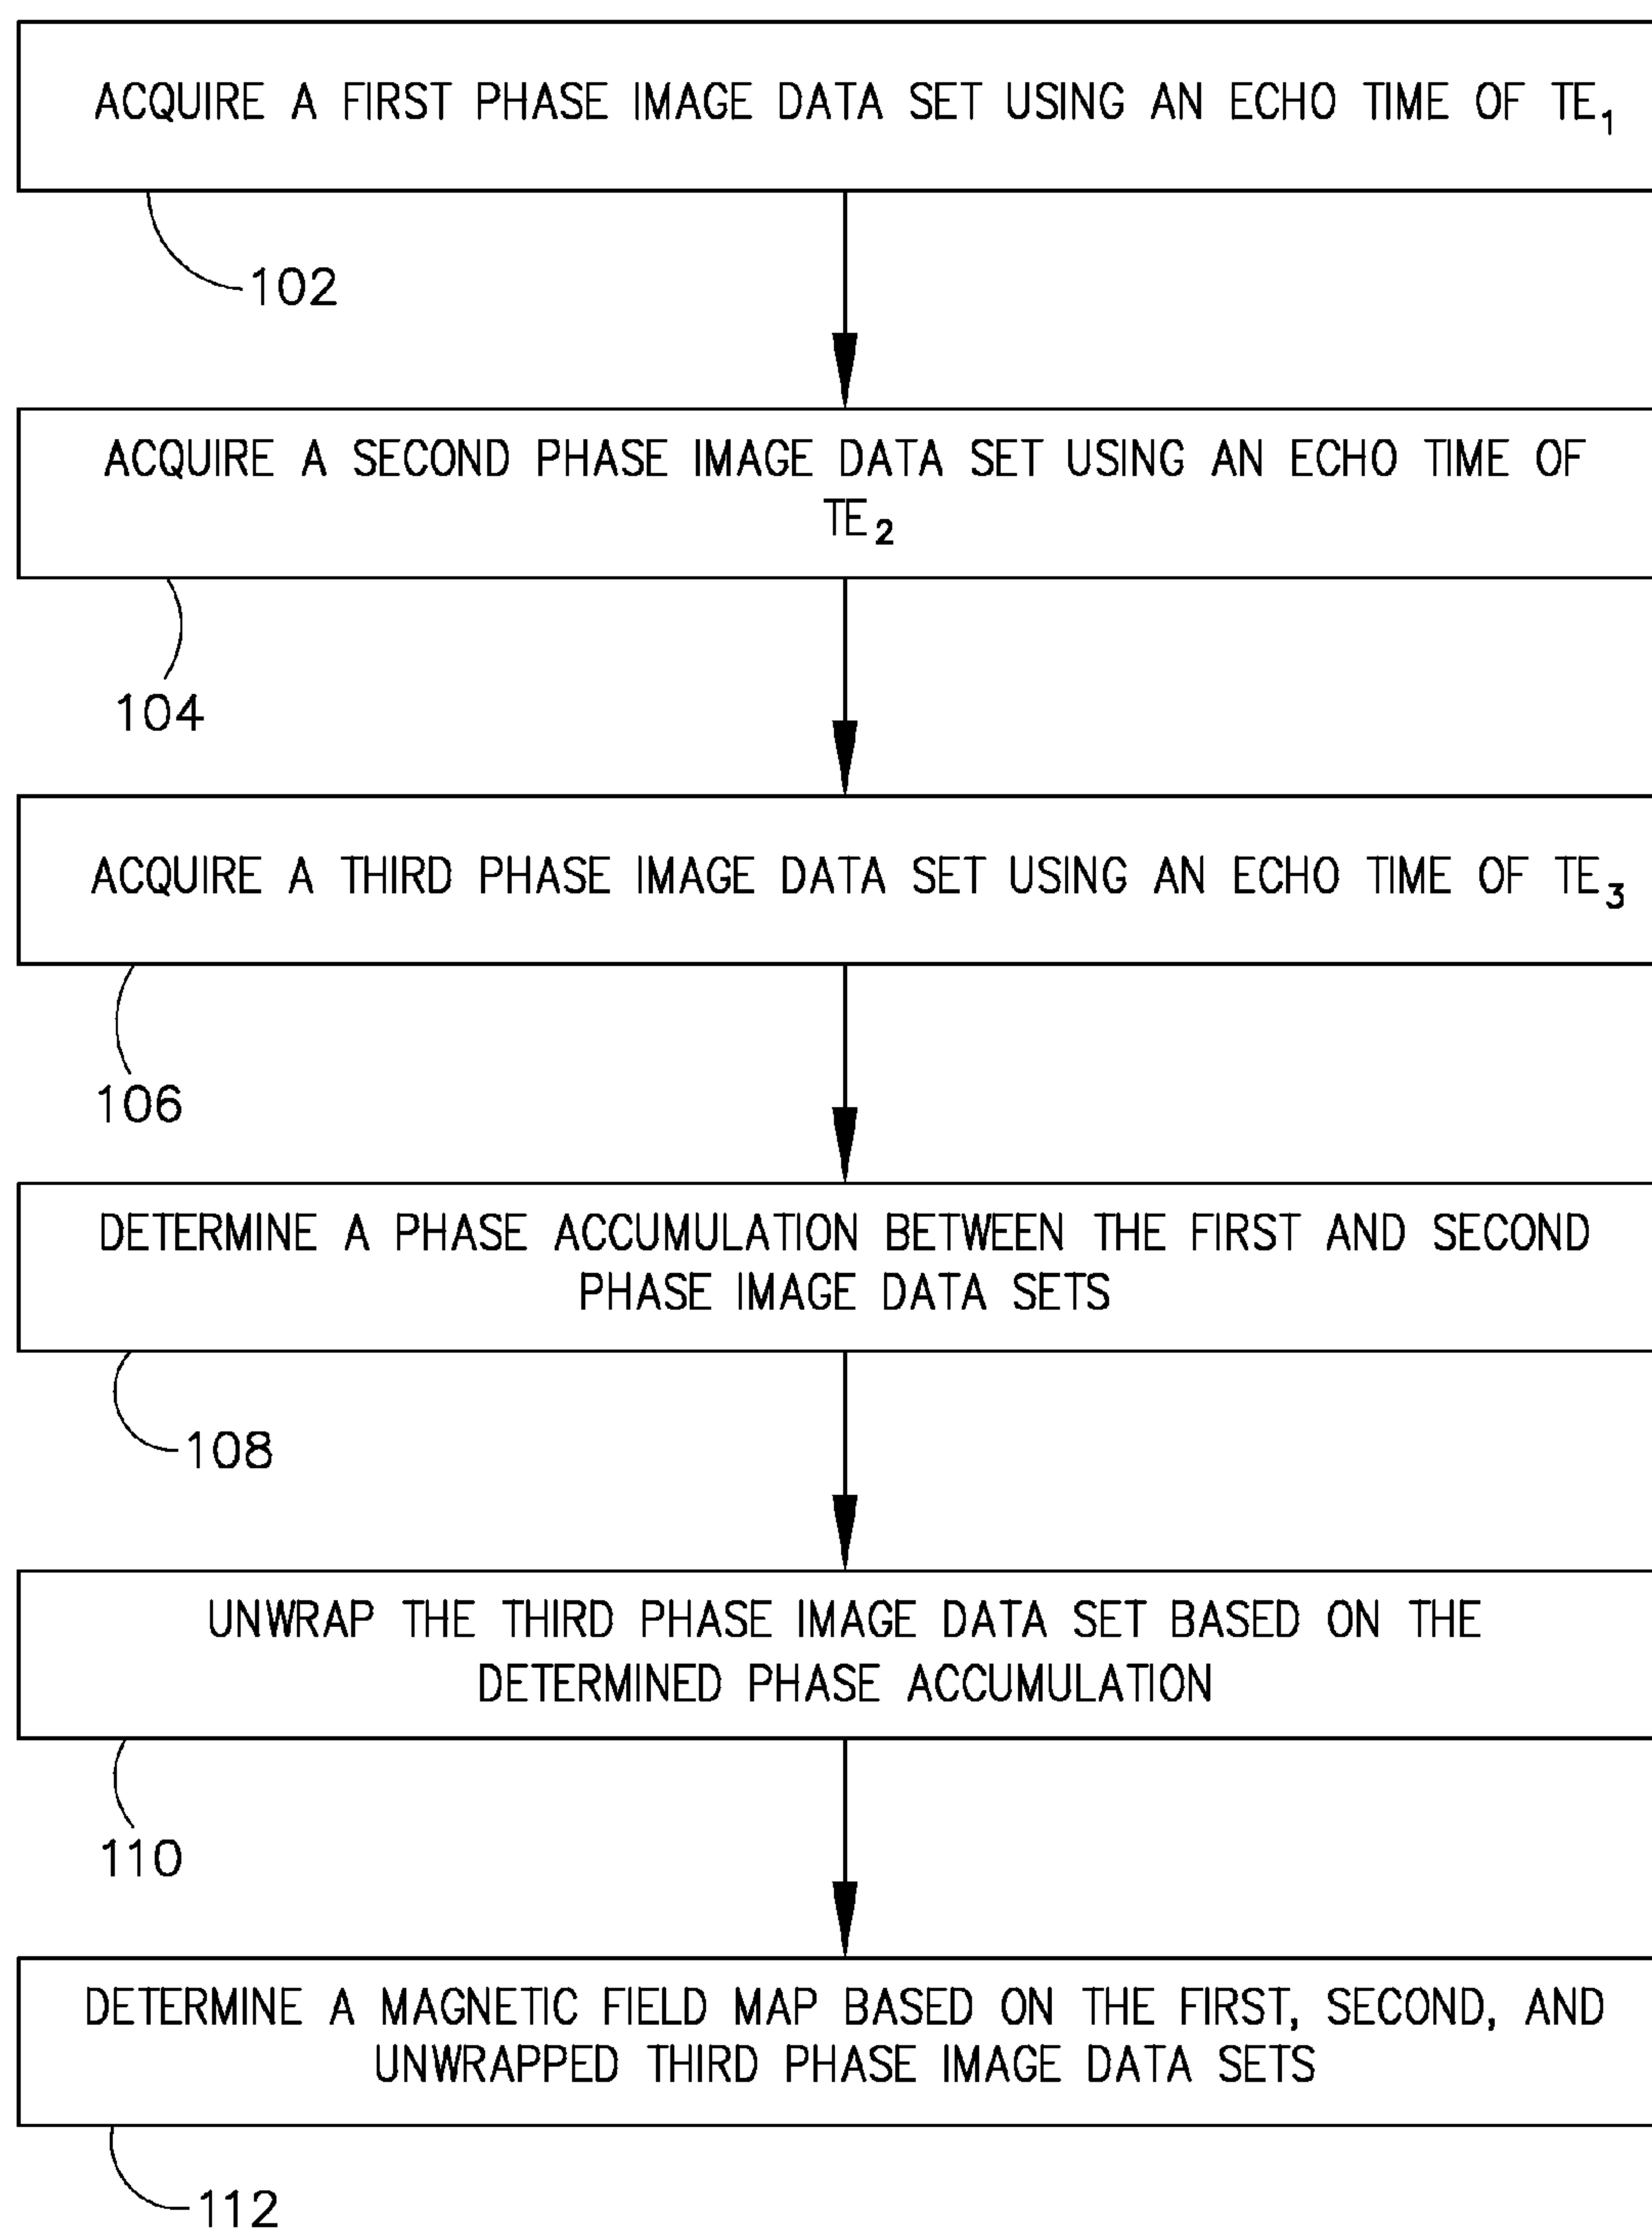 ACQUIRE A FIRST PHASE IMAGE DATA SET USING AN ECHO TIME OF TE₁
102
ACQUIRE A SECOND PHASE IMAGE DATA SET USING AN ECHO TIME OF
TE₂
104
ACQUIRE A THIRD PHASE IMAGE DATA SET USING AN ECHO TIME OF TE₃
106
DETERMINE A PHASE ACCUMULATION BETWEEN THE FIRST AND SECOND
PHASE IMAGE DATA SETS
108
UNWRAP THE THIRD PHASE IMAGE DATA SET BASED ON THE
DETERMINED PHASE ACCUMULATION
110
DETERMINE A MAGNETIC FIELD MAP BASED ON THE FIRST, SECOND, AND
UNWRAPPED THIRD PHASE IMAGE DATA SETS
112